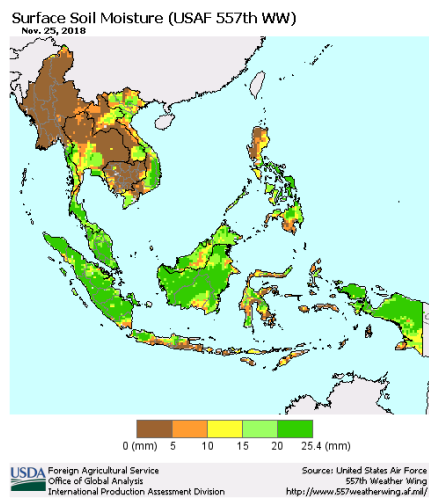 Surface Soil Moisture (USAF 557th WW)
Nov. 25, 2018
0 (mm) 5 10 15 20 25.4 (mm)
USDA Foreign Agricultural Service
Office of Global Analysis
International Production Assessment Division
Source: United States Air Force
557th Weather Wing
http://www.557weatherwing.af.mil/